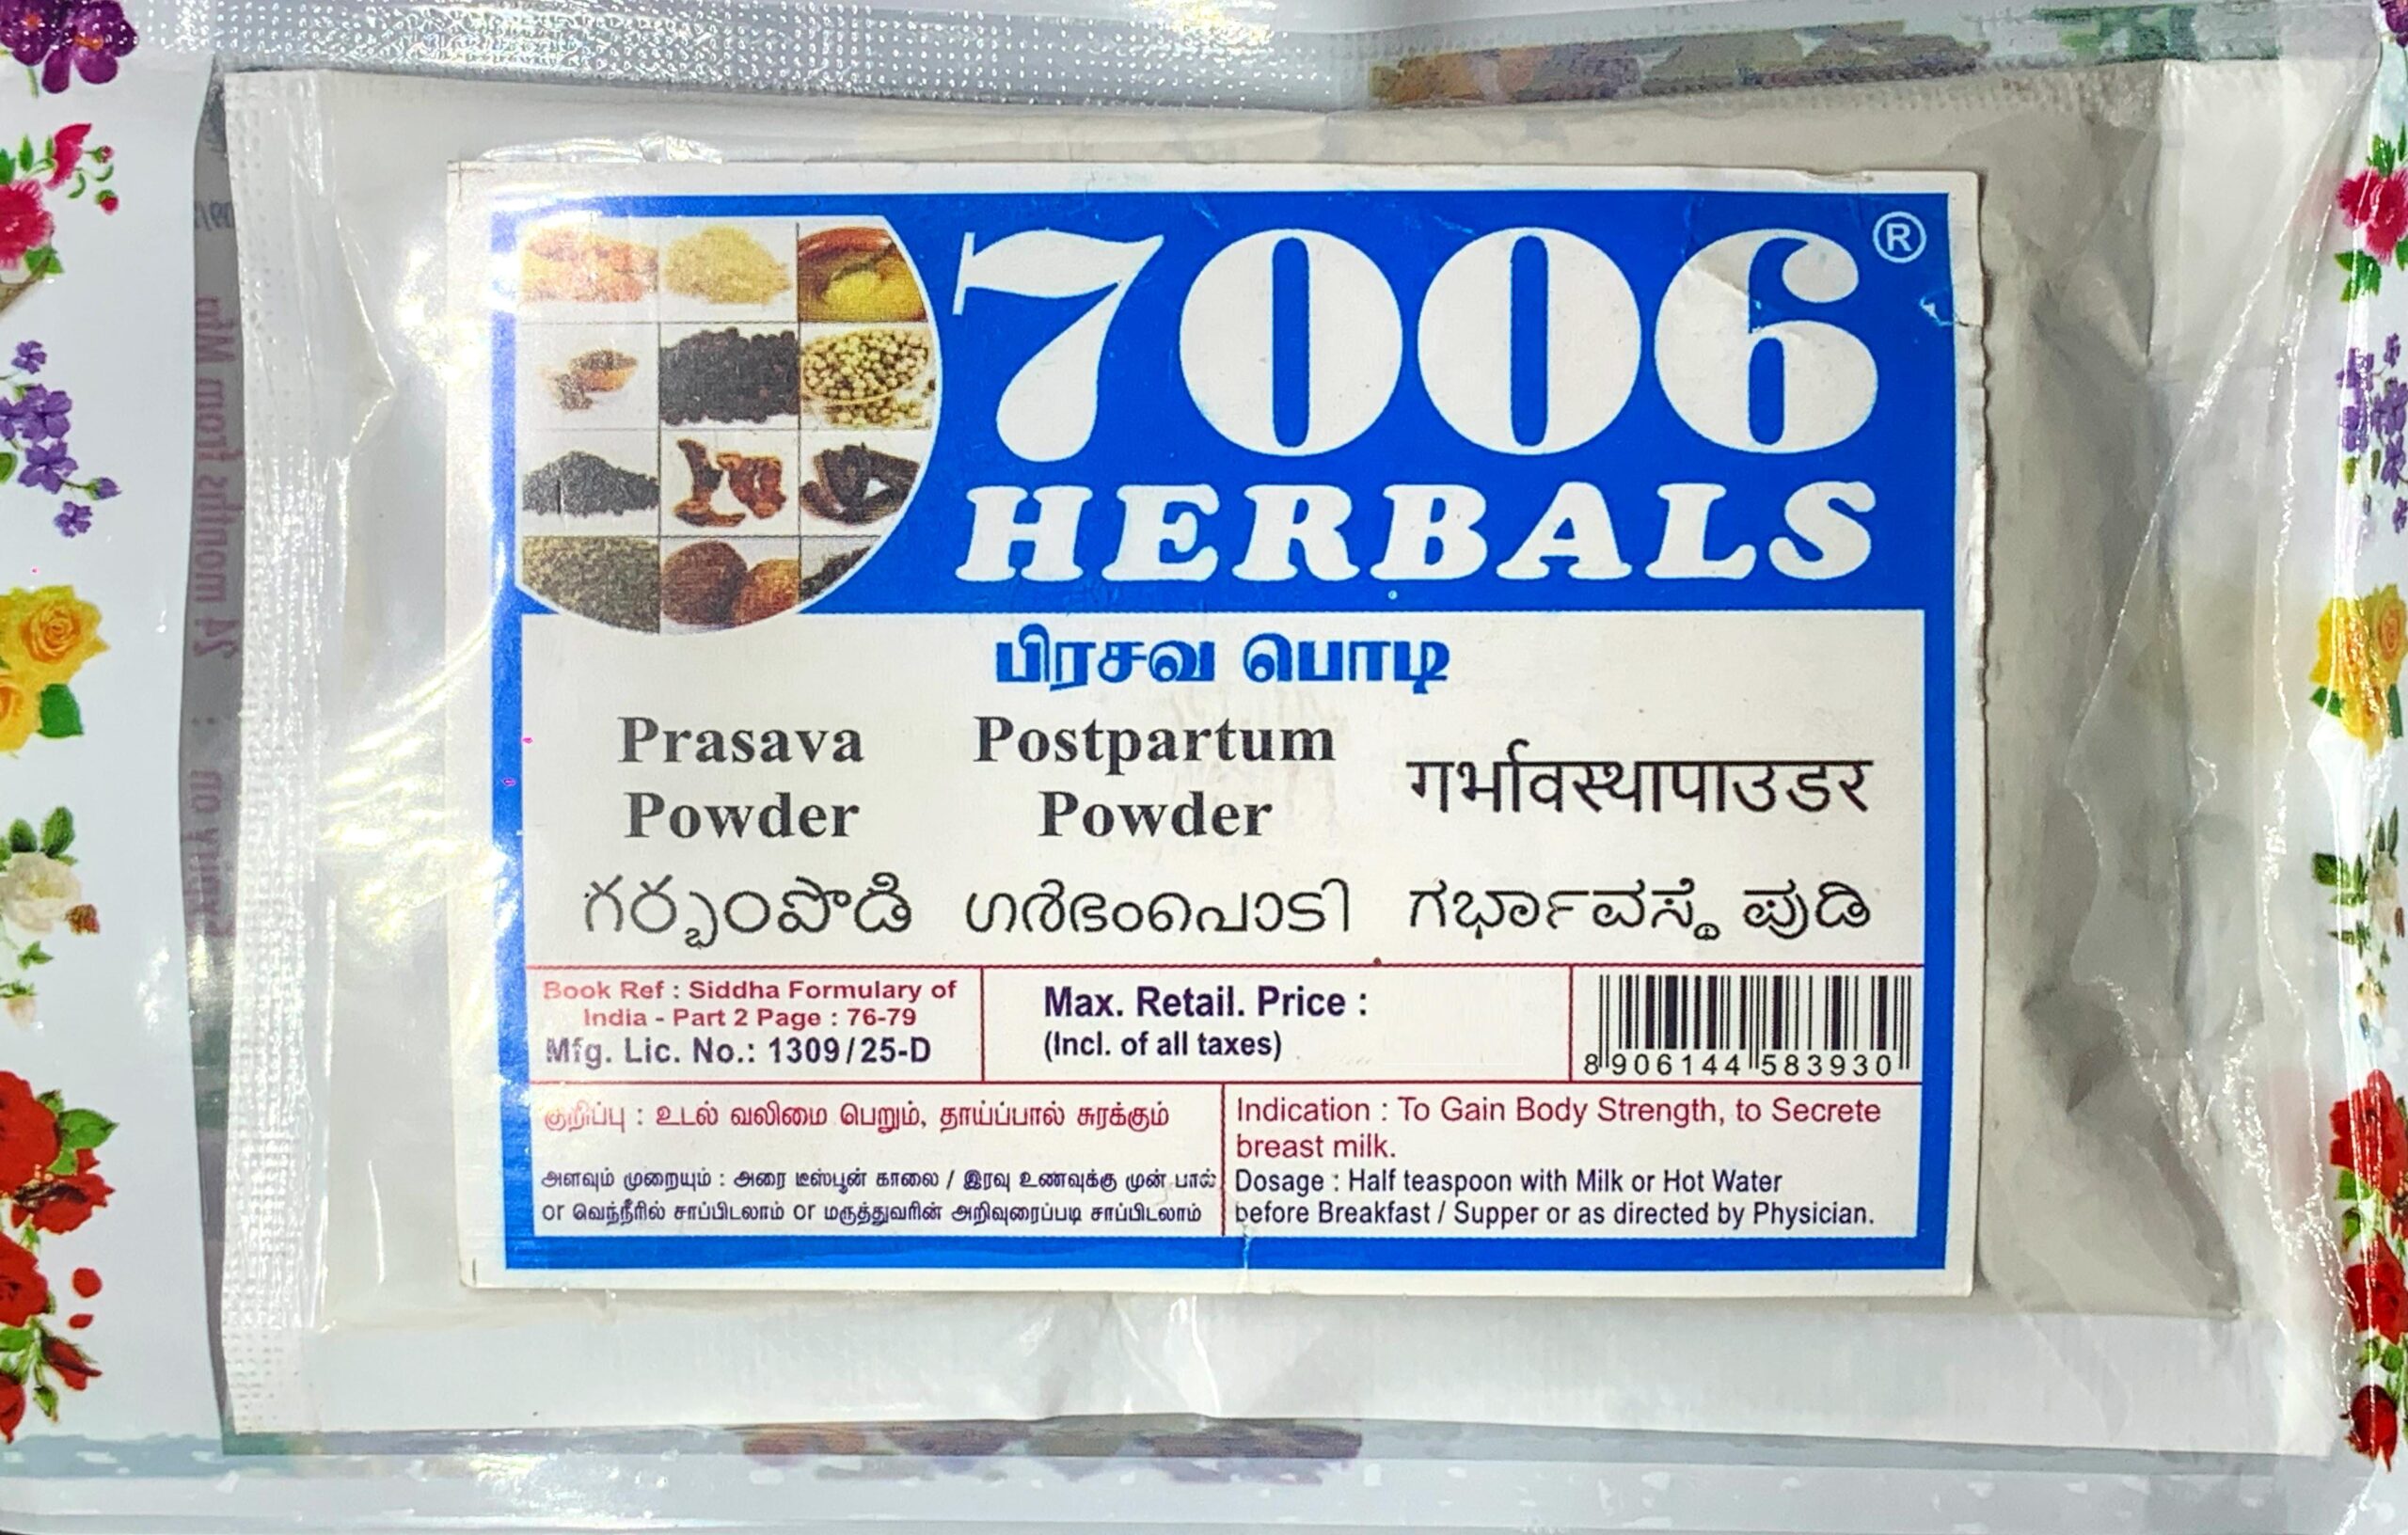 7006®
HERBALS
பிரசவ பொடி
Prasava
Powder
Postpartum
Powder
गर्भावस्थापाउडर
గర్భంపొడి
ഗർഭംപൊടി
ಗರ್ಭಾವಸ್ಥೆ ಪುಡಿ
Book Ref : Siddha Formulary of
India - Part 2 Page : 76-79
Mfg. Lic. No.: 1309/25-D
Max. Retail. Price :
(Incl. of all taxes)
8 906144 583930
குறிப்பு : உடல் வலிமை பெறும், தாய்ப்பால் சுரக்கும்
அளவும் முறையும் : அரை டீஸ்பூன் காலை / இரவு உணவுக்கு முன் பால்
or வெந்நீரில் சாப்பிடலாம் or மருத்துவரின் அறிவுரைப்படி சாப்பிடலாம்
Indication : To Gain Body Strength, to Secrete
breast milk.
Dosage : Half teaspoon with Milk or Hot Water
before Breakfast / Supper or as directed by Physician.
24 months from Mfg